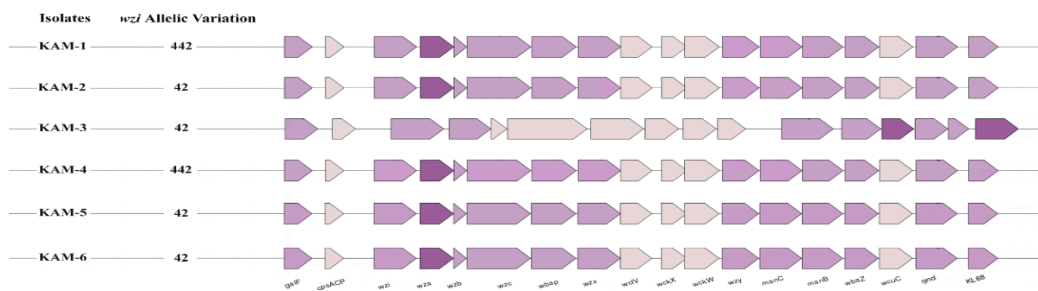 Isolates wzi Allelic Variation
KAM-1 442
KAM-2 42
KAM-3 42
KAM-4 442
KAM-5 42
KAM-6 42
galF cpsACP wzi wza wzb wzc wbap wzx wclV wckX wckW wzy manC manB wbaZ wcuC gnd KL68